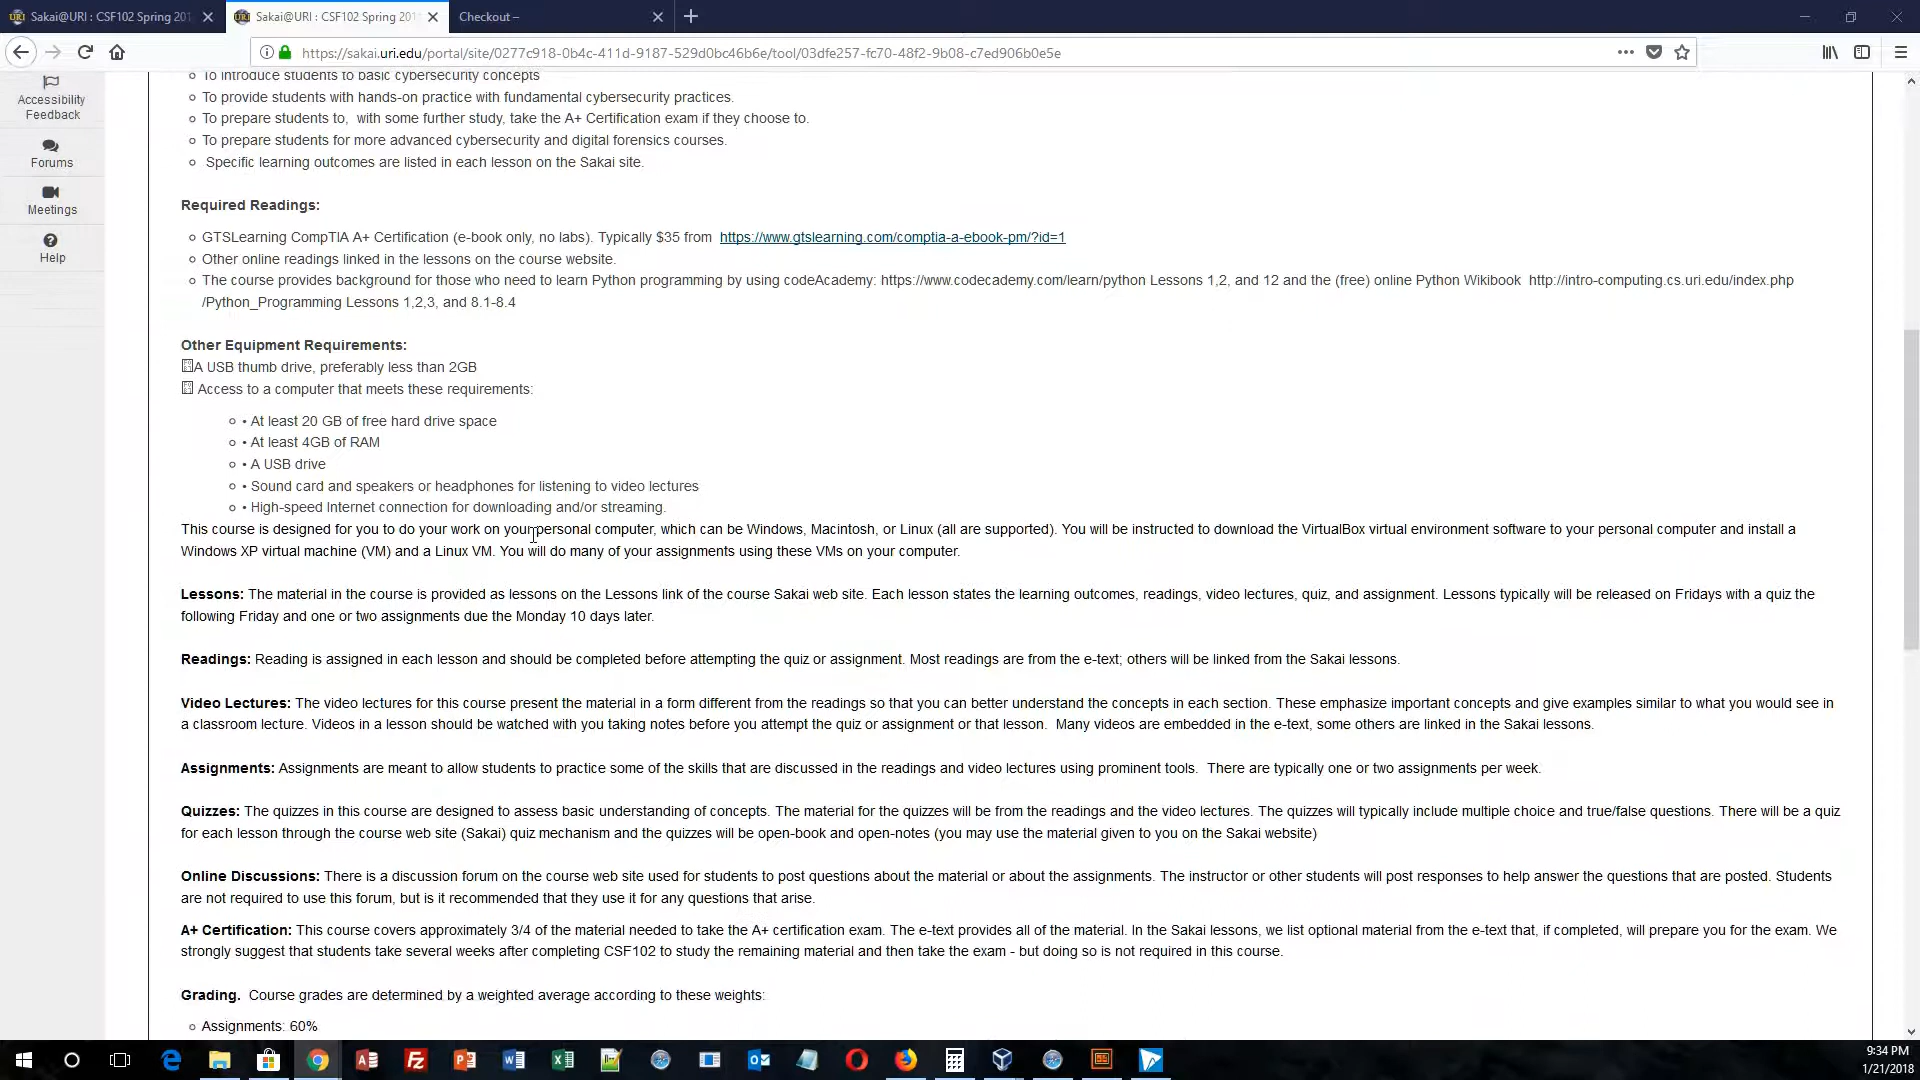 Sakai@URI : CSF102 Spring 201
Sakai@URI : CSF102 Spring 201
Checkout –
https://sakai.uri.edu/portal/site/0277c918-0b4c-411d-9187-529d0bc46b6e/tool/03dfe257-fc70-48f2-9b08-c7ed906b0e5e
Accessibility
Feedback
Forums
Meetings
Help
To introduce students to basic cybersecurity concepts
To provide students with hands-on practice with fundamental cybersecurity practices.
To prepare students to, with some further study, take the A+ Certification exam if they choose to.
To prepare students for more advanced cybersecurity and digital forensics courses.
Specific learning outcomes are listed in each lesson on the Sakai site.
Required Readings:
GTSLearning CompTIA A+ Certification (e-book only, no labs). Typically $35 from https://www.gtslearning.com/comptia-a-ebook-pm/?id=1
Other online readings linked in the lessons on the course website.
The course provides background for those who need to learn Python programming by using codeAcademy: https://www.codecademy.com/learn/python Lessons 1,2, and 12 and the (free) online Python Wikibook http://intro-computing.cs.uri.edu/index.php
/Python_Programming Lessons 1,2,3, and 8.1-8.4
Other Equipment Requirements:
A USB thumb drive, preferably less than 2GB
Access to a computer that meets these requirements:
• At least 20 GB of free hard drive space
• At least 4GB of RAM
• A USB drive
• Sound card and speakers or headphones for listening to video lectures
• High-speed Internet connection for downloading and/or streaming.
This course is designed for you to do your work on your personal computer, which can be Windows, Macintosh, or Linux (all are supported). You will be instructed to download the VirtualBox virtual environment software to your personal computer and install a
Windows XP virtual machine (VM) and a Linux VM. You will do many of your assignments using these VMs on your computer.
Lessons: The material in the course is provided as lessons on the Lessons link of the course Sakai web site. Each lesson states the learning outcomes, readings, video lectures, quiz, and assignment. Lessons typically will be released on Fridays with a quiz the
following Friday and one or two assignments due the Monday 10 days later.
Readings: Reading is assigned in each lesson and should be completed before attempting the quiz or assignment. Most readings are from the e-text; others will be linked from the Sakai lessons.
Video Lectures: The video lectures for this course present the material in a form different from the readings so that you can better understand the concepts in each section. These emphasize important concepts and give examples similar to what you would see in
a classroom lecture. Videos in a lesson should be watched with you taking notes before you attempt the quiz or assignment or that lesson. Many videos are embedded in the e-text, some others are linked in the Sakai lessons.
Assignments: Assignments are meant to allow students to practice some of the skills that are discussed in the readings and video lectures using prominent tools. There are typically one or two assignments per week.
Quizzes: The quizzes in this course are designed to assess basic understanding of concepts. The material for the quizzes will be from the readings and the video lectures. The quizzes will typically include multiple choice and true/false questions. There will be a quiz
for each lesson through the course web site (Sakai) quiz mechanism and the quizzes will be open-book and open-notes (you may use the material given to you on the Sakai website)
Online Discussions: There is a discussion forum on the course web site used for students to post questions about the material or about the assignments. The instructor or other students will post responses to help answer the questions that are posted. Students
are not required to use this forum, but is it recommended that they use it for any questions that arise.
A+ Certification: This course covers approximately 3/4 of the material needed to take the A+ certification exam. The e-text provides all of the material. In the Sakai lessons, we list optional material from the e-text that, if completed, will prepare you for the exam. We
strongly suggest that students take several weeks after completing CSF102 to study the remaining material and then take the exam - but doing so is not required in this course.
Grading. Course grades are determined by a weighted average according to these weights:
Assignments: 60%
9:34 PM
1/21/2018